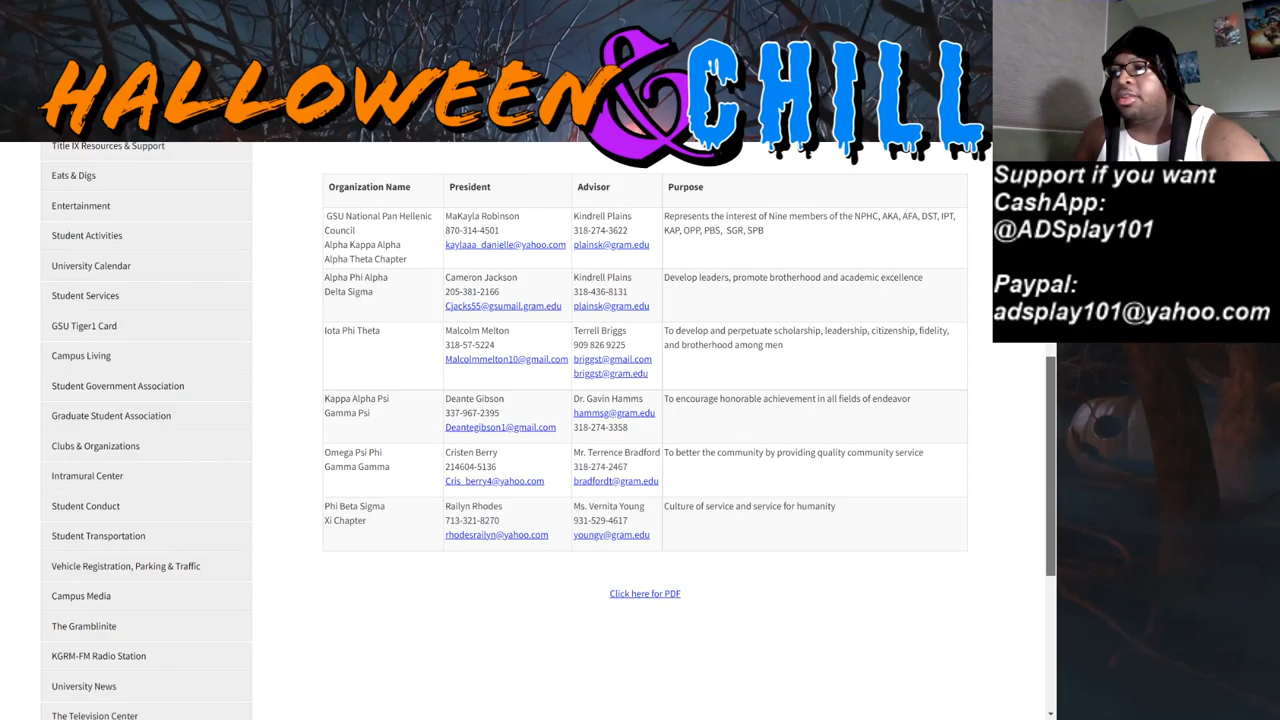 HALLOWEEN & CHILL
Title IX Resources & Support
Eats & Digs
Entertainment
Student Activities
University Calendar
Student Services
GSU Tiger1 Card
Campus Living
Student Government Association
Graduate Student Association
Clubs & Organizations
Intramural Center
Student Conduct
Student Transportation
Vehicle Registration, Parking & Traffic
Campus Media
The Gramblinite
KGRM-FM Radio Station
University News
The Television Center
Organization Name President Advisor Purpose
GSU National Pan Hellenic MaKayla Robinson Kindrell Plains Represents the interest of Nine members of the NPHC, AKA, AFA, DST, IPT,
Council 870-314-4501 318-274-3622 KAP, OPP, PBS, SGR, SPB
Alpha Kappa Alpha kaylaaa_danielle@yahoo.com plainsk@gram.edu
Alpha Theta Chapter
Alpha Phi Alpha Cameron Jackson Kindrell Plains Develop leaders, promote brotherhood and academic excellence
Delta Sigma 205-381-2166 318-436-8131
Cjacks55@gsumail.gram.edu plainsk@gram.edu
Iota Phi Theta Malcolm Melton Terrell Briggs To develop and perpetuate scholarship, leadership, citizenship, fidelity,
318-57-5224 909 826 9225 and brotherhood among men
Malcolmmelton10@gmail.com briggst@gmail.com
briggst@gram.edu
Kappa Alpha Psi Deante Gibson Dr. Gavin Hamms To encourage honorable achievement in all fields of endeavor
Gamma Psi 337-967-2395 hammsg@gram.edu
Deantegibson1@gmail.com 318-274-3358
Omega Psi Phi Cristen Berry Mr. Terrence Bradford To better the community by providing quality community service
Gamma Gamma 214604-5136 318-274-2467
Cris_berry4@yahoo.com bradfordt@gram.edu
Phi Beta Sigma Railyn Rhodes Ms. Vernita Young Culture of service and service for humanity
Xi Chapter 713-321-8270 931-529-4617
rhodesrailyn@yahoo.com youngv@gram.edu
Click here for PDF
Support if you want
CashApp:
@ADSplay101
Paypal:
adsplay101@yahoo.com